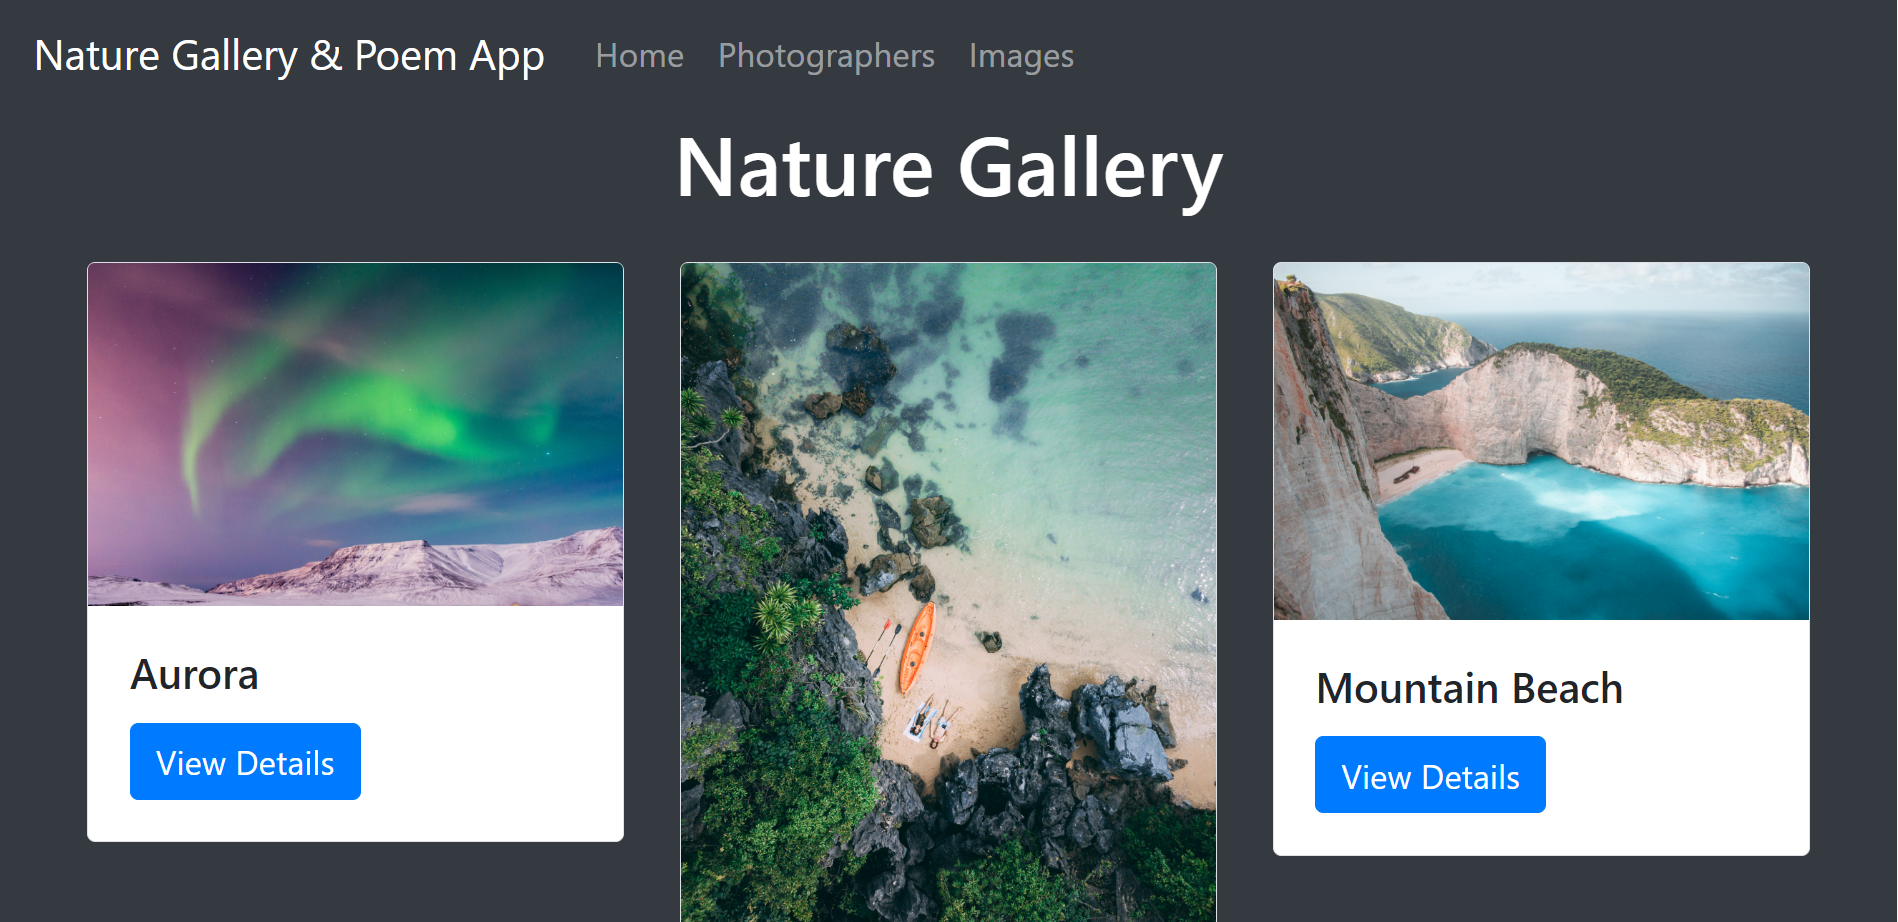 Nature Gallery & Poem App Home Photographers Images
Nature Gallery
Aurora
View Details
Mountain Beach
View Details